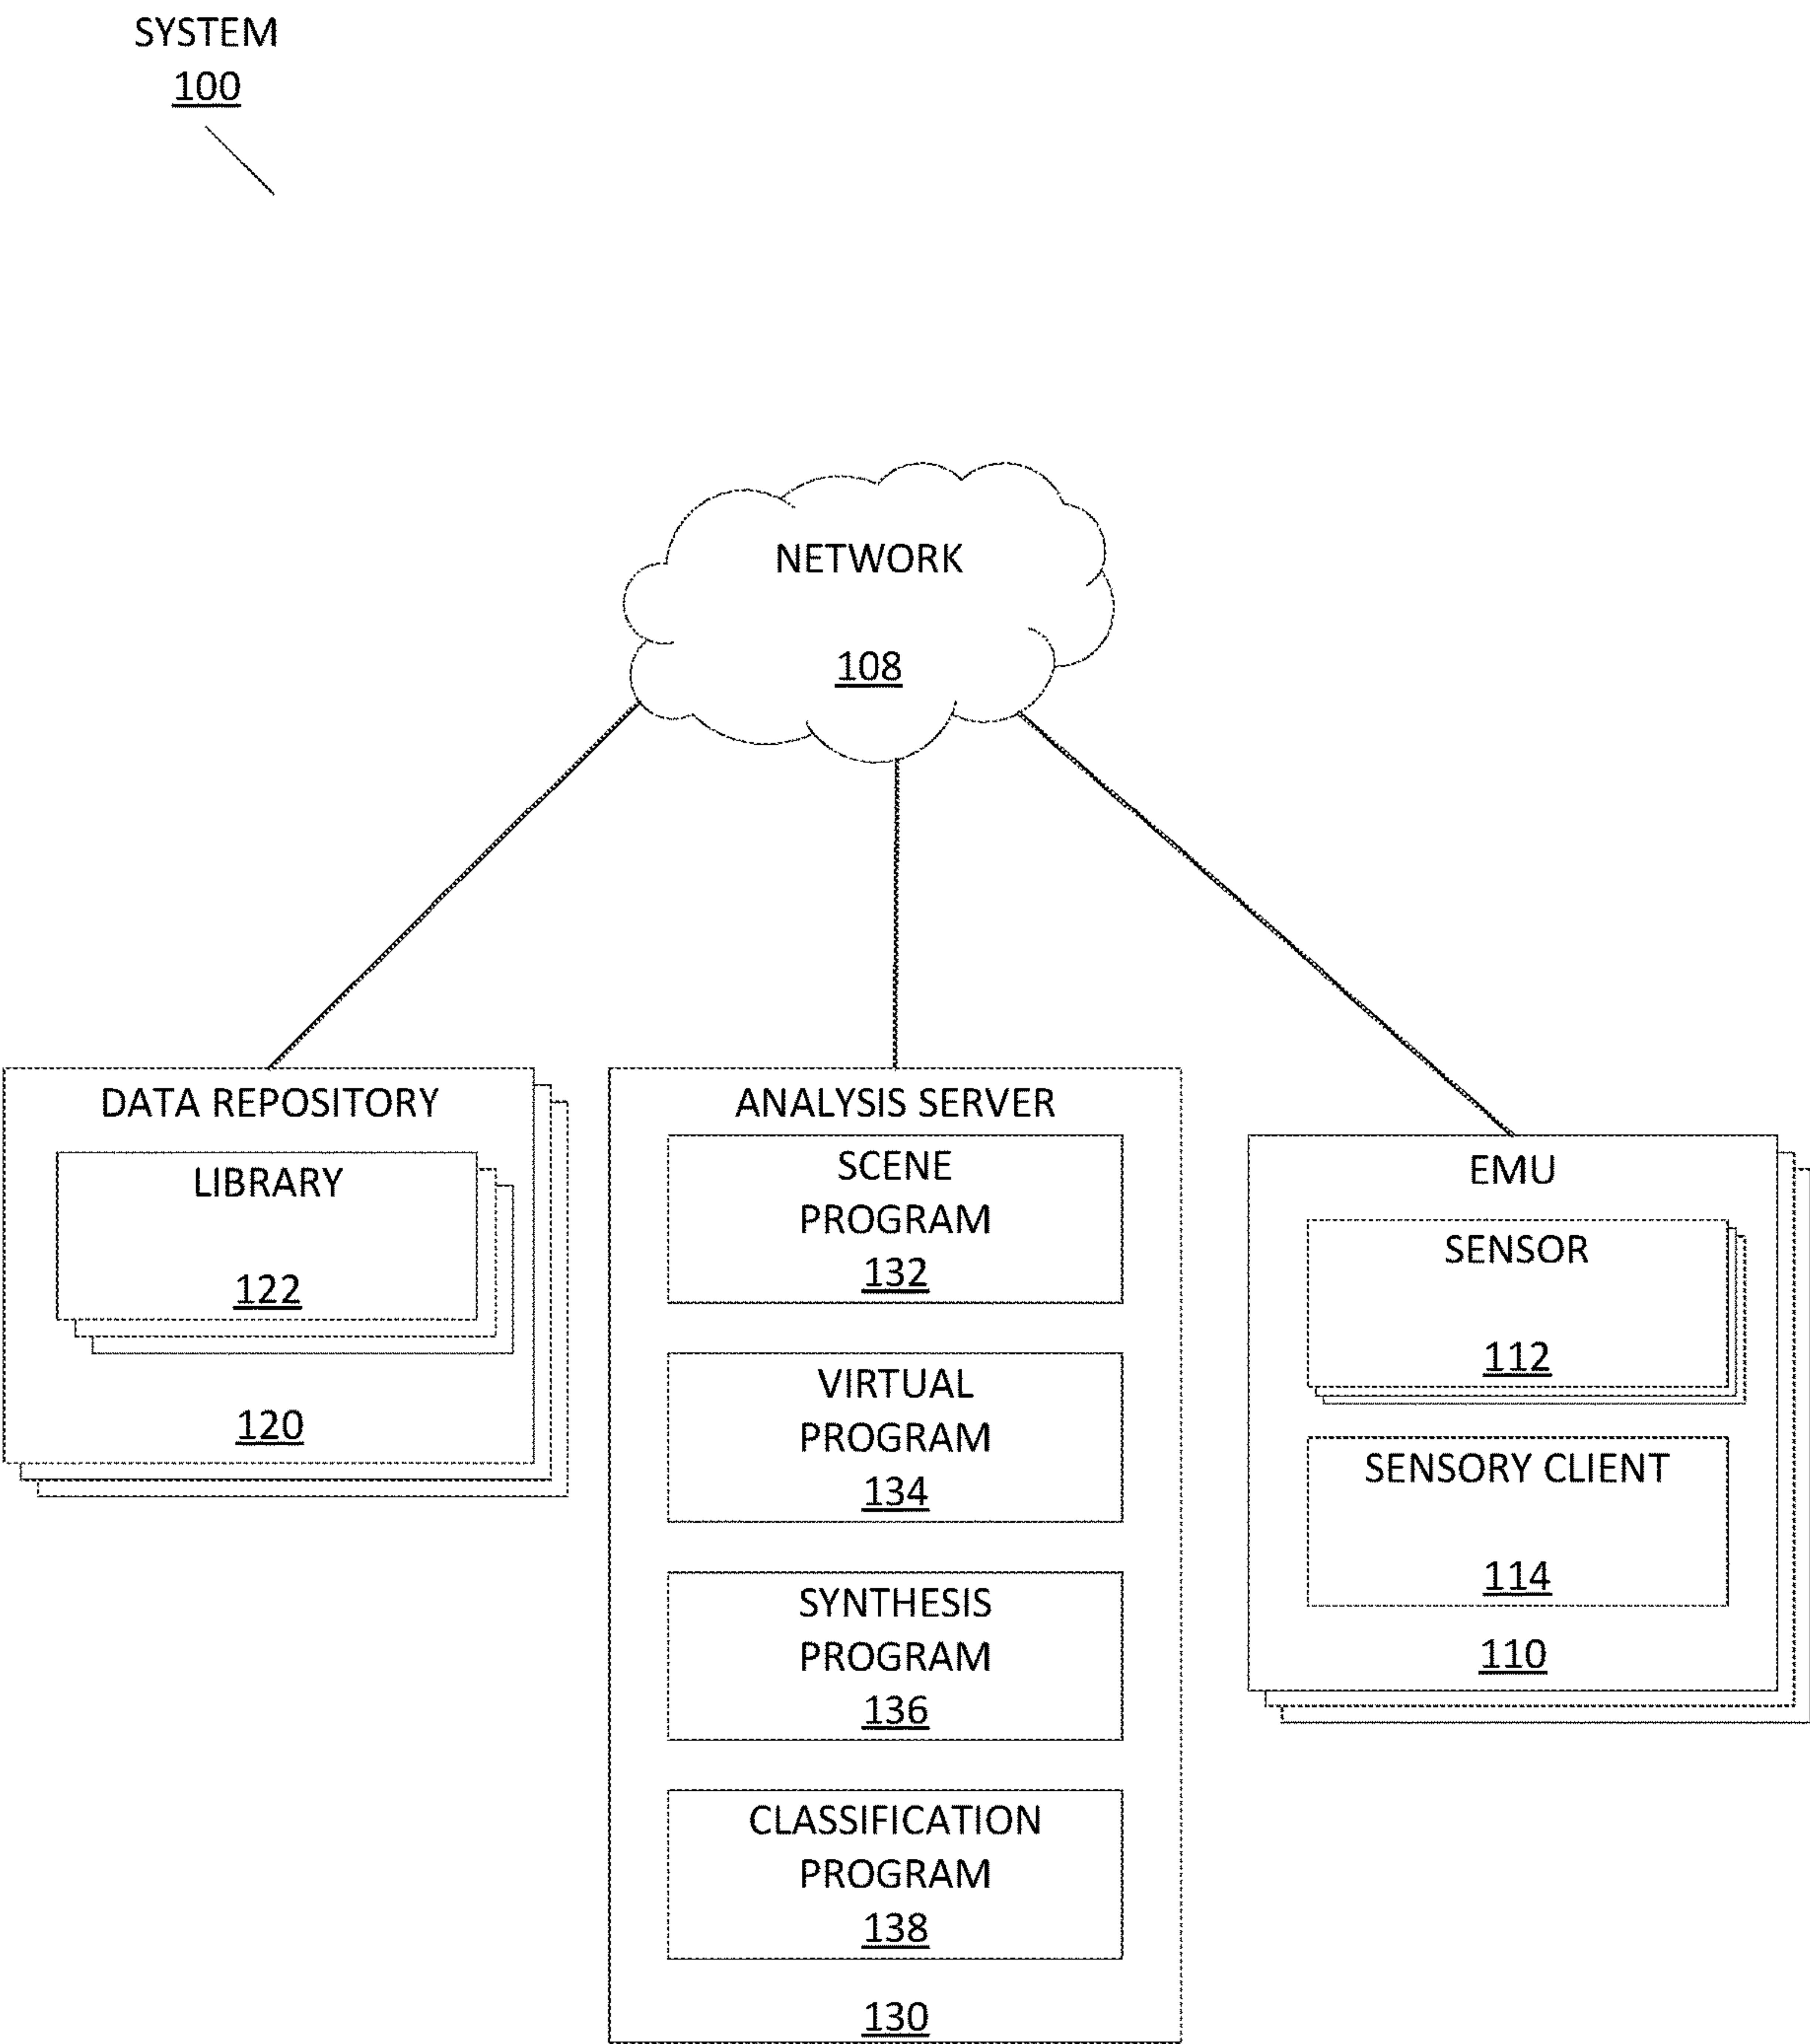 SYSTEM
100
NETWORK
108
DATA REPOSITORY
LIBRARY
122
120
ANALYSIS SERVER
SCENE
PROGRAM
132
VIRTUAL
PROGRAM
134
SYNTHESIS
PROGRAM
136
CLASSIFICATION
PROGRAM
138
130
EMU
SENSOR
112
SENSORY CLIENT
114
110